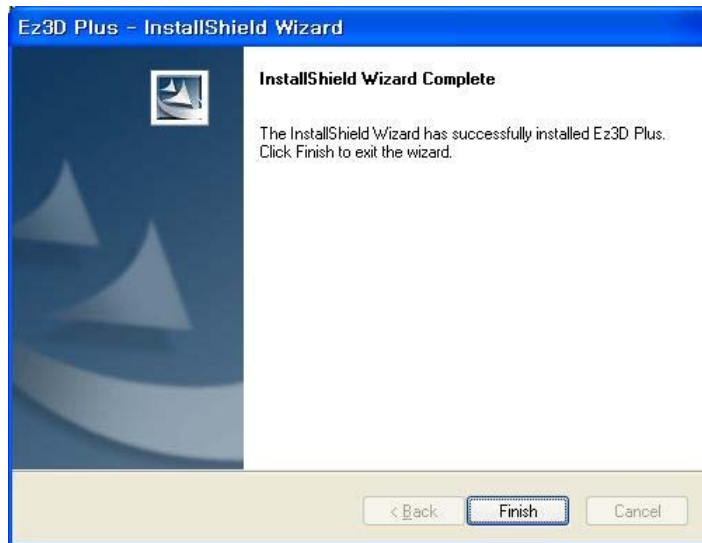 Ez3D Plus - InstallShield Wizard
InstallShield Wizard Complete
The InstallShield Wizard has successfully installed Ez3D Plus.
Click Finish to exit the wizard.
< Back
Finish
Cancel